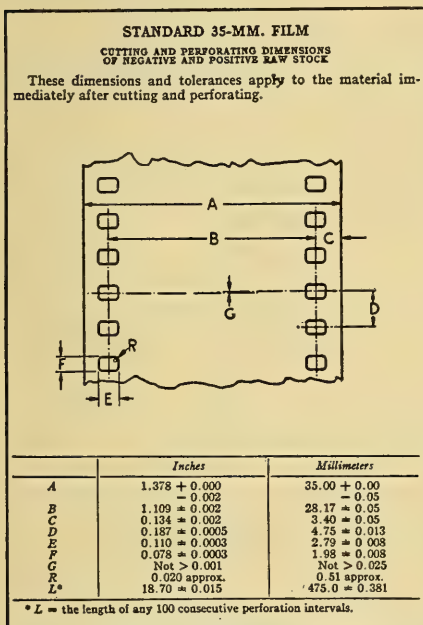 STANDARD 35-MM. FILM
CUTTING AND PERFORATING DIMENSIONS
OF NEGATIVE AND POSITIVE RAW STOCK
These dimensions and tolerances apply to the material im-
mediately after cutting and perforating.
A
B
C
G
D
R
F
E
Inches Millimeters
A 1.378 + 0.000 35.00 + 0.00
- 0.002 - 0.05
B 1.109 ± 0.002 28.17 ± 0.05
C 0.134 ± 0.002 3.40 ± 0.05
D 0.187 ± 0.0005 4.75 ± 0.013
E 0.110 ± 0.0003 2.79 ± 0.008
F 0.078 ± 0.0003 1.98 ± 0.008
G Not > 0.001 Not > 0.025
R 0.020 approx. 0.51 approx.
L* 18.70 ± 0.015 475.0 ± 0.381
* L = the length of any 100 consecutive perforation intervals.